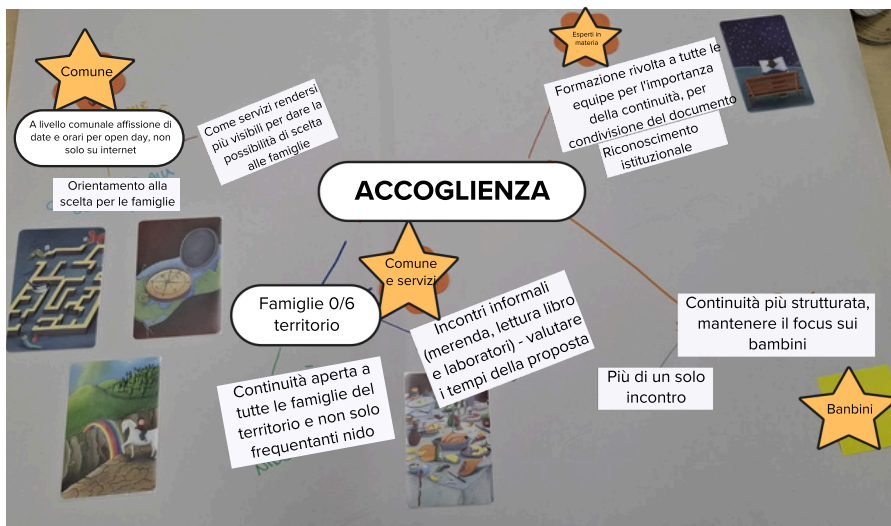 Comune
A livello comunale affissione di
date e orari per open day, non
solo su internet
Orientamento alla
scelta per le famiglie
Come servizi rendersi
più visibili per dare la
possibilità di scelta
alle famiglie
Esperti in
materia
Formazione rivolta a tutte le
equipe per l'importanza
della continuità, per
condivisione del documento
Riconoscimento
istituzionale
ACCOGLIENZA
Comune
e servizi
Famiglie 0/6
territorio
Incontri informali
(merenda, lettura libro
e laboratori) - valutare
i tempi della proposta
Continuità aperta a
tutte le famiglie del
territorio e non solo
frequentanti nido
Continuità più strutturata,
mantenere il focus sui
bambini
Più di un solo
incontro
Banbini